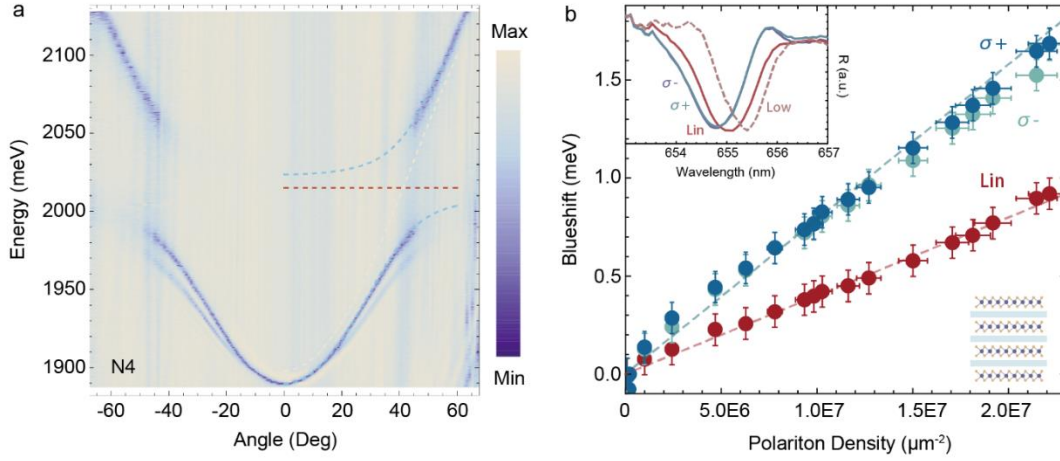 a
Energy (meV)
2100
2050
2000
1950
1900
N4
-60
-40
-20
0
20
40
60
Angle (Deg)
Max
Min
b
Blueshift (meV)
1.5
1.0
0.5
0.0
0
5.0E6
1.0E7
1.5E7
2.0E7
Polariton Density (µm⁻²)
σ+
σ-
Lin
σ-
σ+
Lin
Low
R (a.u.)
654
655
656
657
Wavelength (nm)